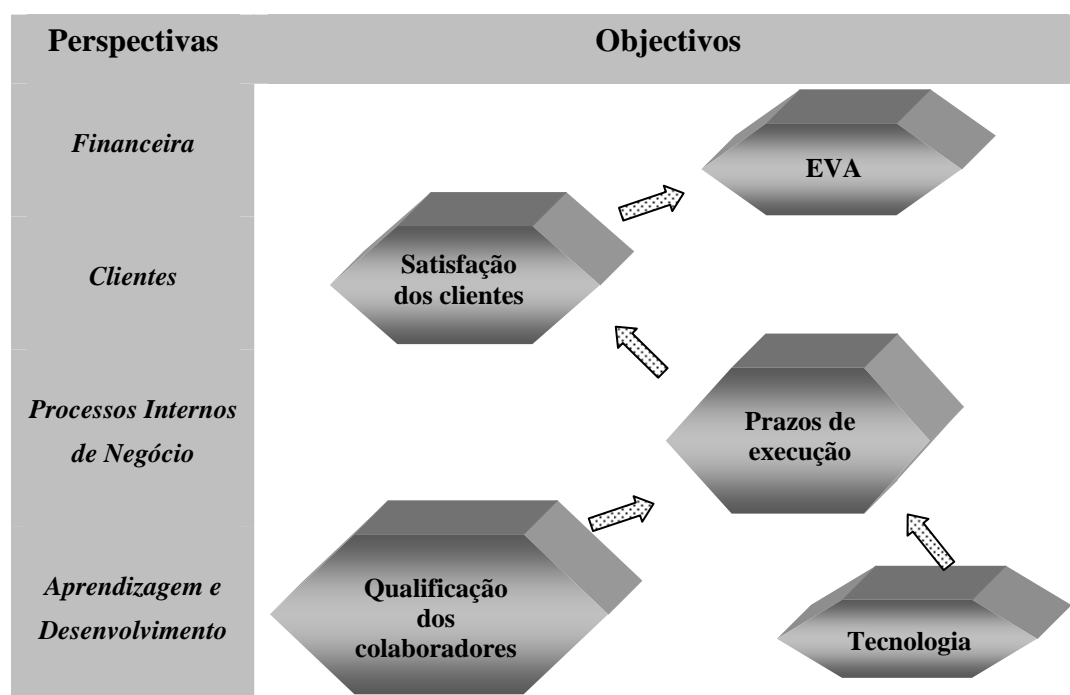 Perspectivas
Objectivos
Financeira
EVA
Clientes
Satisfação
dos clientes
Processos Internos
de Negócio
Prazos de
execução
Aprendizagem e
Desenvolvimento
Qualificação
dos
colaboradores
Tecnologia